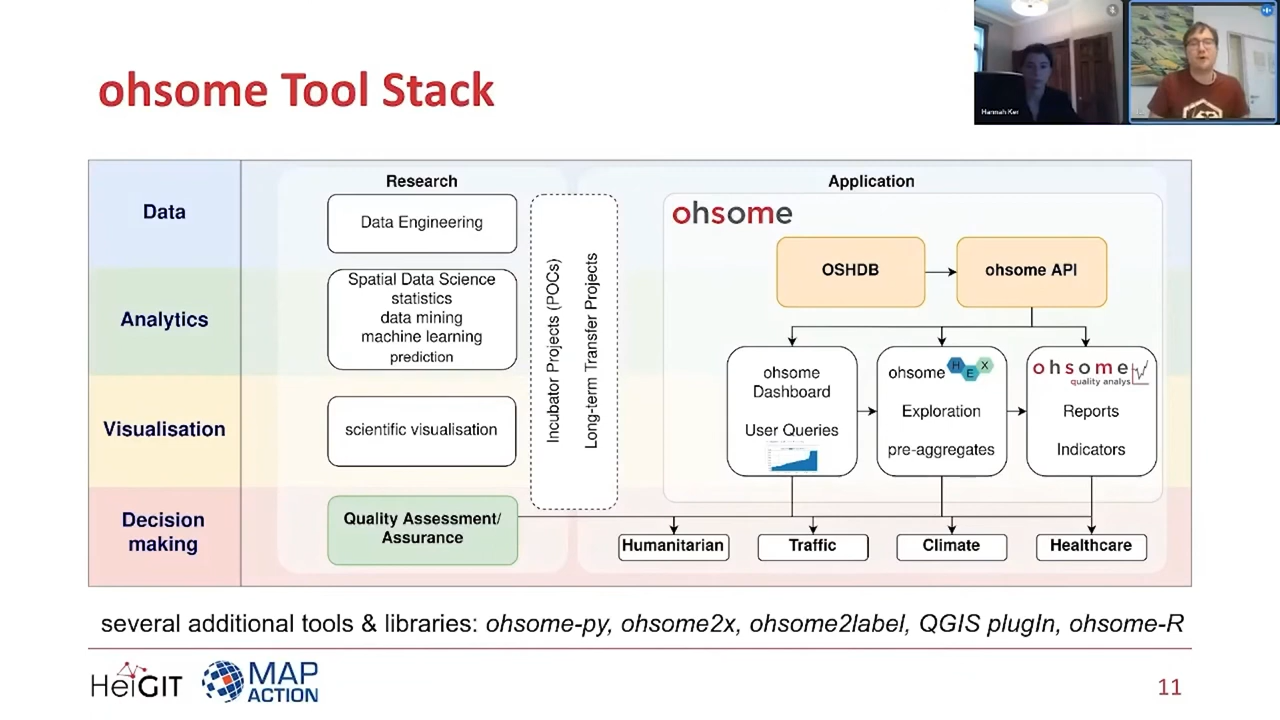 Hannah Ker
ohsome Tool Stack
Data
Analytics
Visualisation
Decision
making
Research
Data Engineering
Spatial Data Science
statistics
data mining
machine learning
prediction
scientific visualisation
Quality Assessment/
Assurance
Incubator Projects (POCs)
Long-term Transfer Projects
Application
ohsome
OSHDB
ohsome API
ohsome
Dashboard
User Queries
ohsome HEX
Exploration
pre-aggregates
ohsome
quality analyst
Reports
Indicators
Humanitarian
Traffic
Climate
Healthcare
several additional tools & libraries: ohsome-py, ohsome2x, ohsome2label, QGIS plugIn, ohsome-R
HeiGIT
MAP
ACTION
11